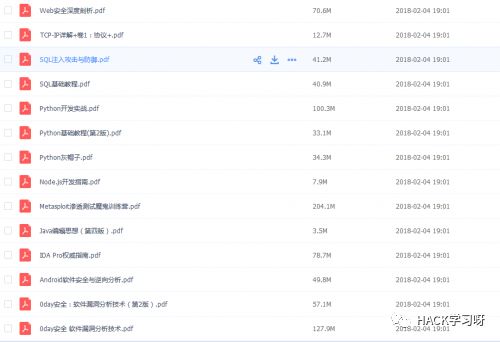 Web安全深度剖析.pdf 70.6M 2018-02-04 19:01
TCP-IP详解+卷1：协议+.pdf 12.7M 2018-02-04 19:01
SQL注入攻击与防御.pdf 41.2M 2018-02-04 19:01
SQL基础教程.pdf 40.9M 2018-02-04 19:01
Python开发实战.pdf 100.3M 2018-02-04 19:01
Python基础教程(第2版).pdf 33.1M 2018-02-04 19:01
Python灰帽子.pdf 34.3M 2018-02-04 19:01
Node.js开发指南.pdf 7.9M 2018-02-04 19:01
Metasploit渗透测试魔鬼训练营.pdf 204.1M 2018-02-04 19:01
Java编程思想（第四版）.pdf 3.5M 2018-02-04 19:01
IDA Pro权威指南.pdf 78.7M 2018-02-04 19:01
Android软件安全与逆向分析.pdf 49.8M 2018-02-04 19:01
0day安全：软件漏洞分析技术（第2版）.pdf 57.1M 2018-02-04 19:01
0day安全 软件漏洞分析技术.pdf 127.9M 2018-02-04 19:01
HACK学习呀